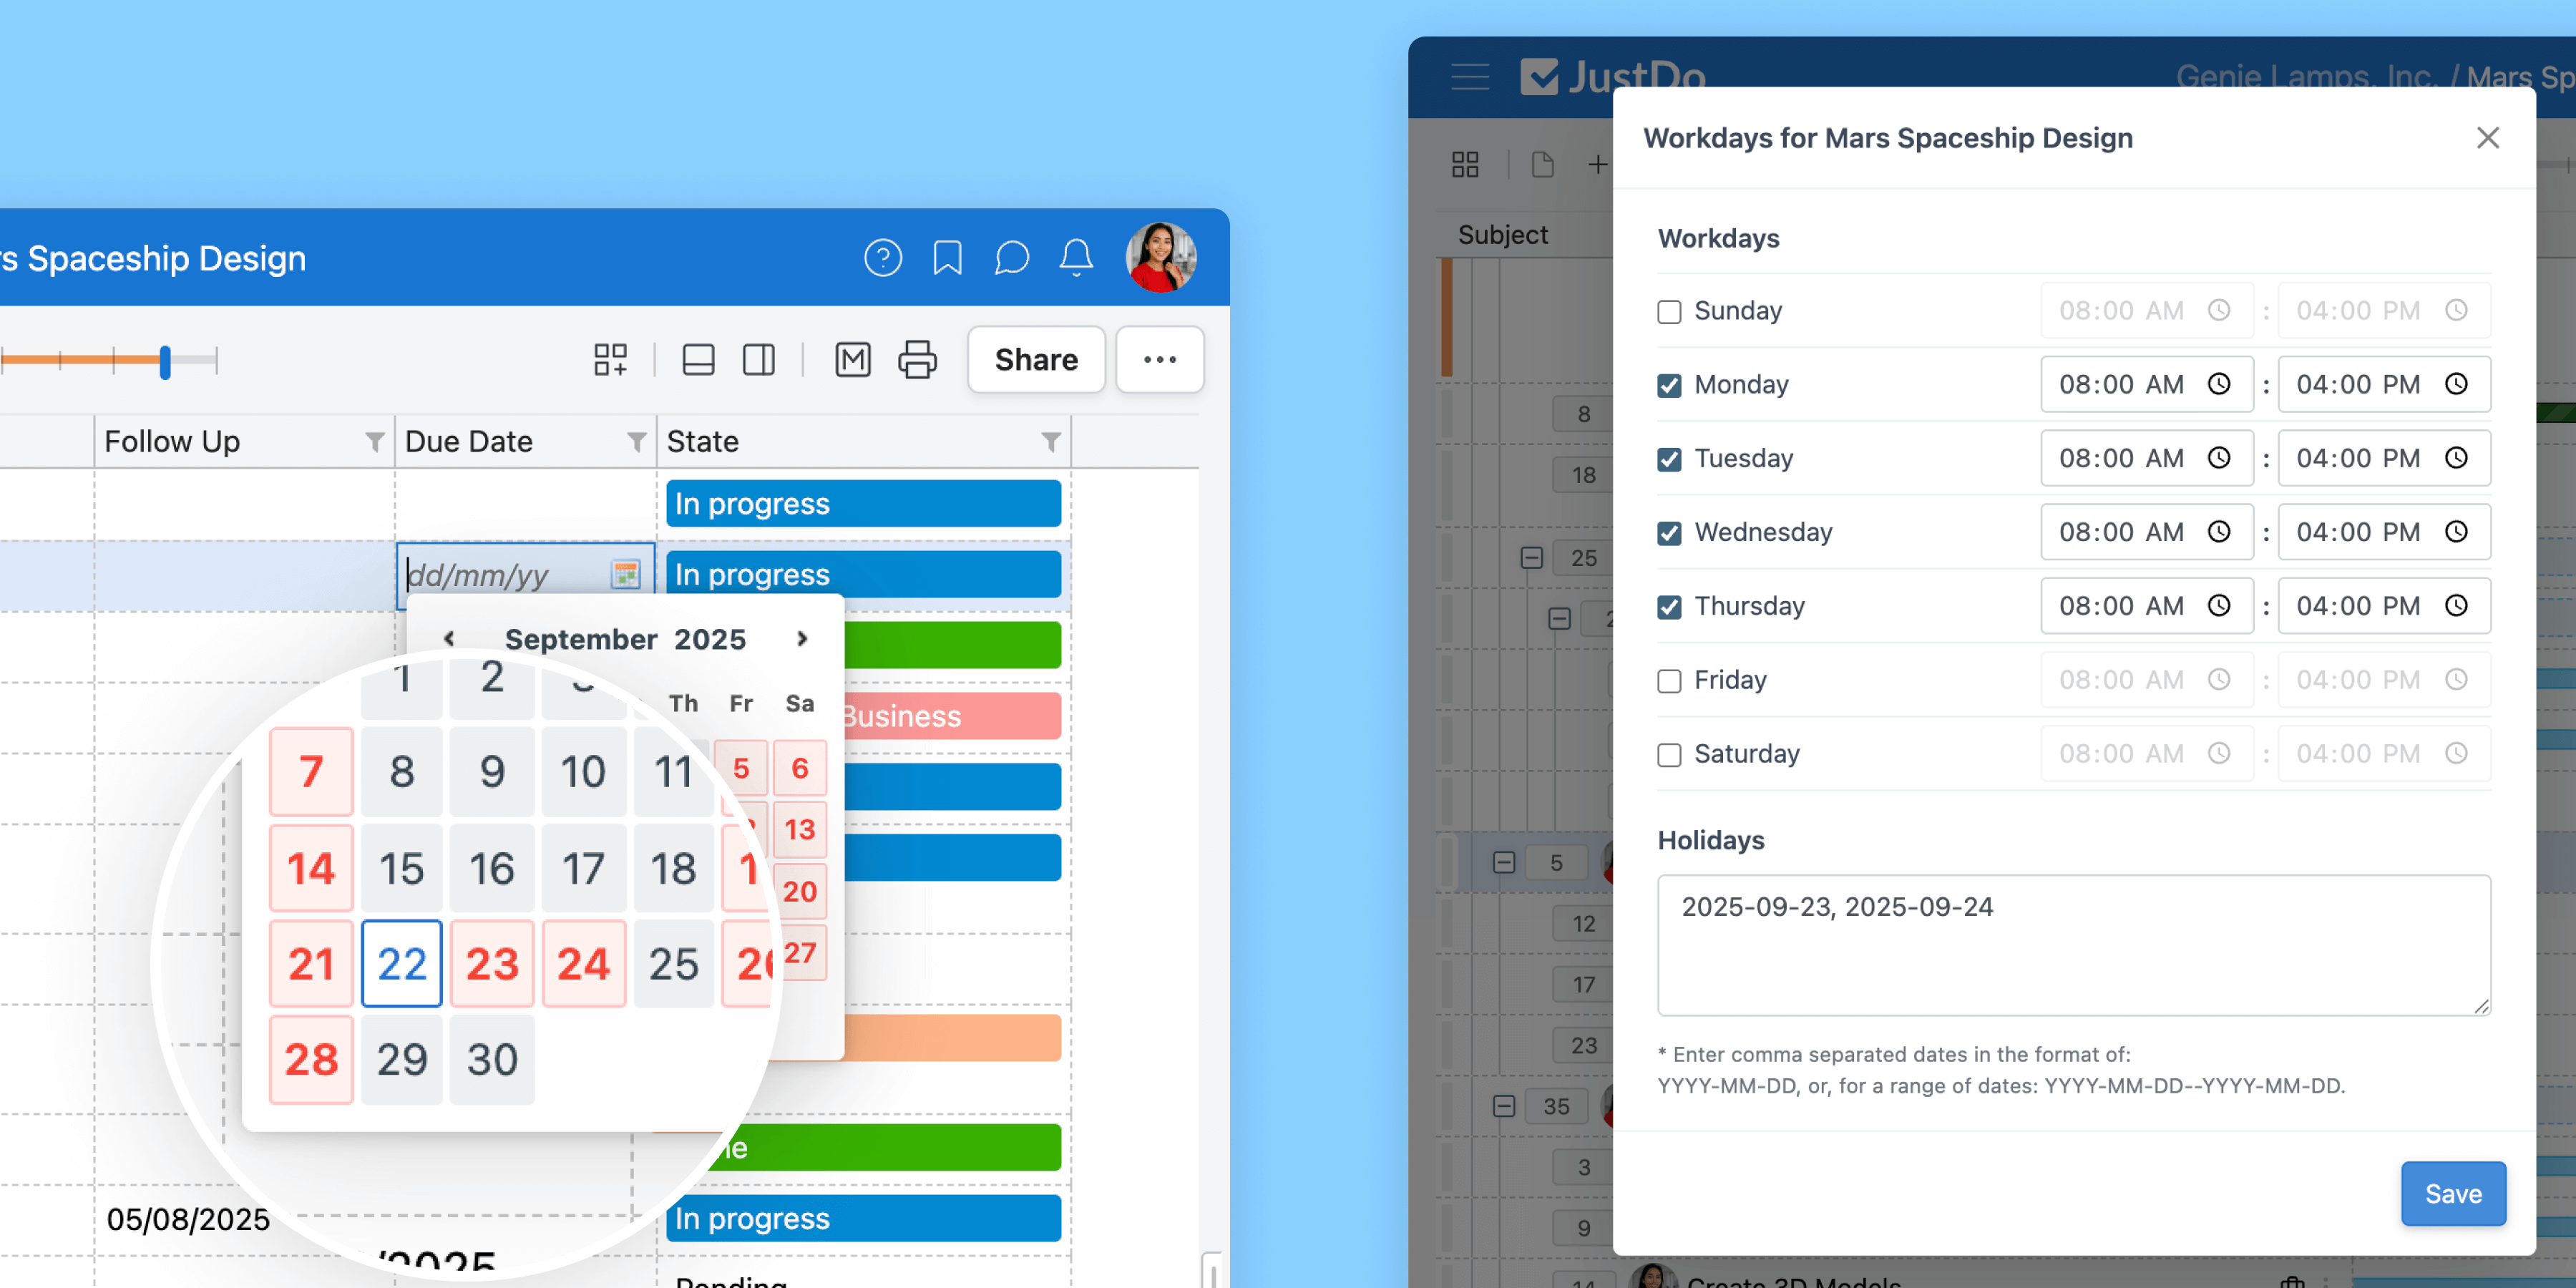 s Spaceship Design
Share
Follow Up
Due Date
State
In progress
dd/mm/yy
In progress
September 2025
Th Fr Sa
1 2
Business
5 6
7 8 9 10 11
13
14 15 16 17 18
20
21 22 23 24 25 26
27
28 29 30
05/08/2025
In progress
/2025
Pending
JustDo
Genie Lamps, Inc. / Mars Sp
Subject
8
18
25
5
12
17
23
35
3
9
14
Create 3D Models
Workdays for Mars Spaceship Design
Workdays
Sunday 08:00 AM : 04:00 PM
Monday 08:00 AM : 04:00 PM
Tuesday 08:00 AM : 04:00 PM
Wednesday 08:00 AM : 04:00 PM
Thursday 08:00 AM : 04:00 PM
Friday 08:00 AM : 04:00 PM
Saturday 08:00 AM : 04:00 PM
Holidays
2025-09-23, 2025-09-24
* Enter comma separated dates in the format of:
YYYY-MM-DD, or, for a range of dates: YYYY-MM-DD--YYYY-MM-DD.
Save